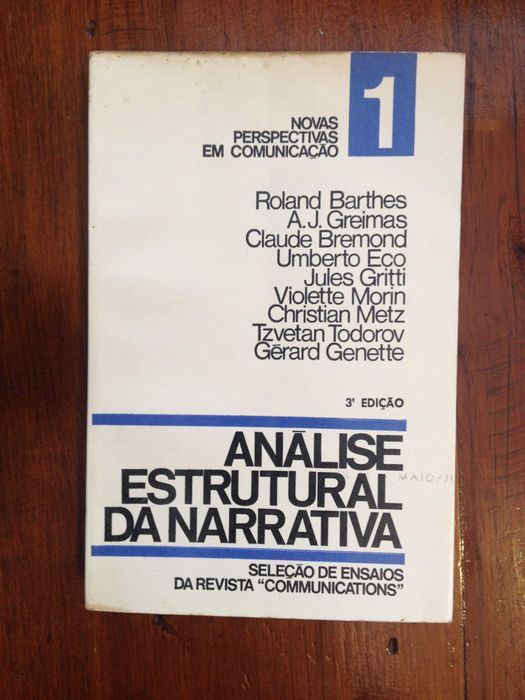 1
NOVAS
PERSPECTIVAS
EM COMUNICAÇÃO
Roland Barthes
A.J. Greimas
Claude Bremond
Umberto Eco
Jules Gritti
Violette Morin
Christian Metz
Tzvetan Todorov
Gérard Genette
3ª EDIÇÃO
ANÁLISE
ESTRUTURAL
DA NARRATIVA
MAIO/
SELEÇÃO DE ENSAIOS
DA REVISTA "COMMUNICATIONS"